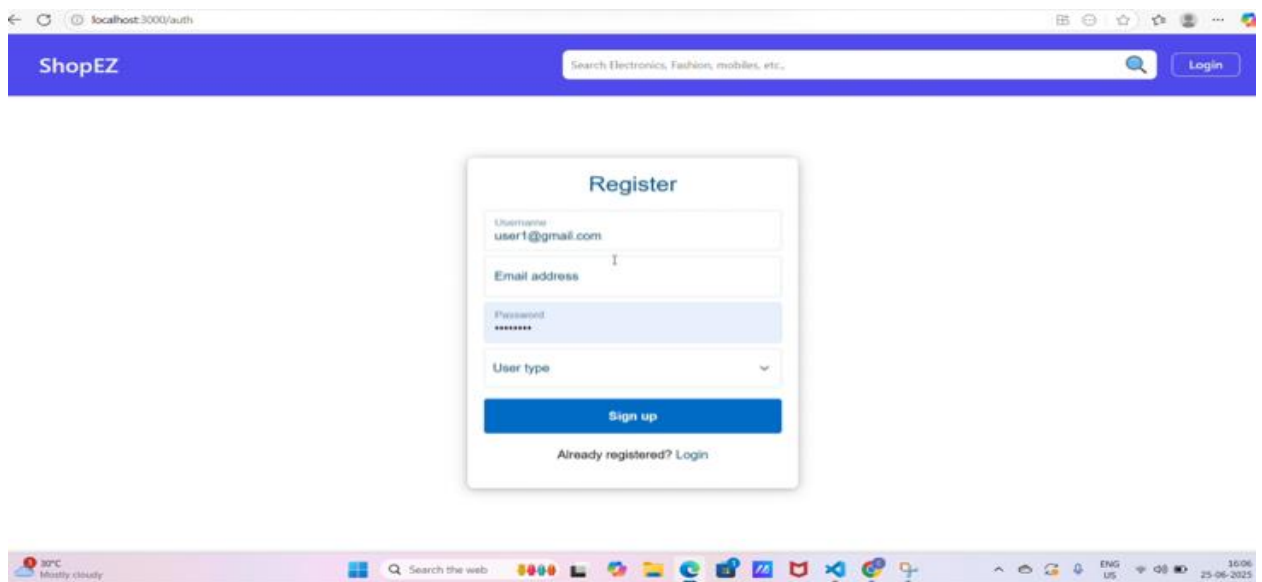 localhost:3000/auth
ShopEZ
Search Electronics, Fashion, mobiles, etc.,
Login
Register
Username
user1@gmail.com
Email address
Password
••••••••
User type
Sign up
Already registered? Login
30°C
Mostly cloudy
Search the web
ENG
US
16:06
25-06-2025